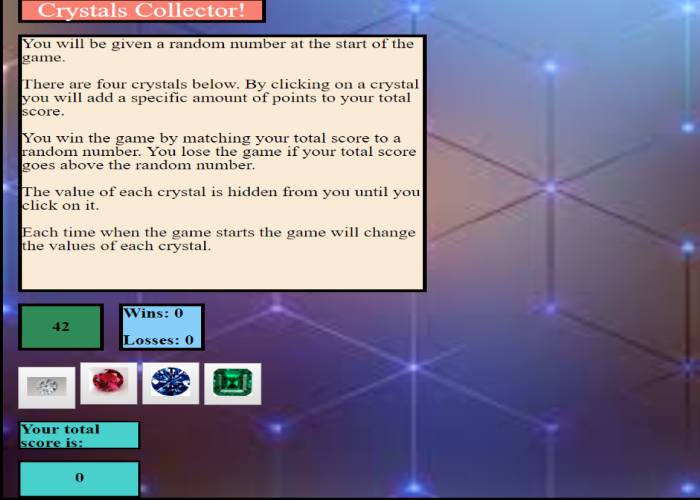 Crystals Collector!
You will be given a random number at the start of the
game.
There are four crystals below. By clicking on a crystal
you will add a specific amount of points to your total
score.
You win the game by matching your total score to a
random number. You lose the game if your total score
goes above the random number.
The value of each crystal is hidden from you until you
click on it.
Each time when the game starts the game will change
the values of each crystal.
42
Wins: 0
Losses: 0
Your total
score is:
0